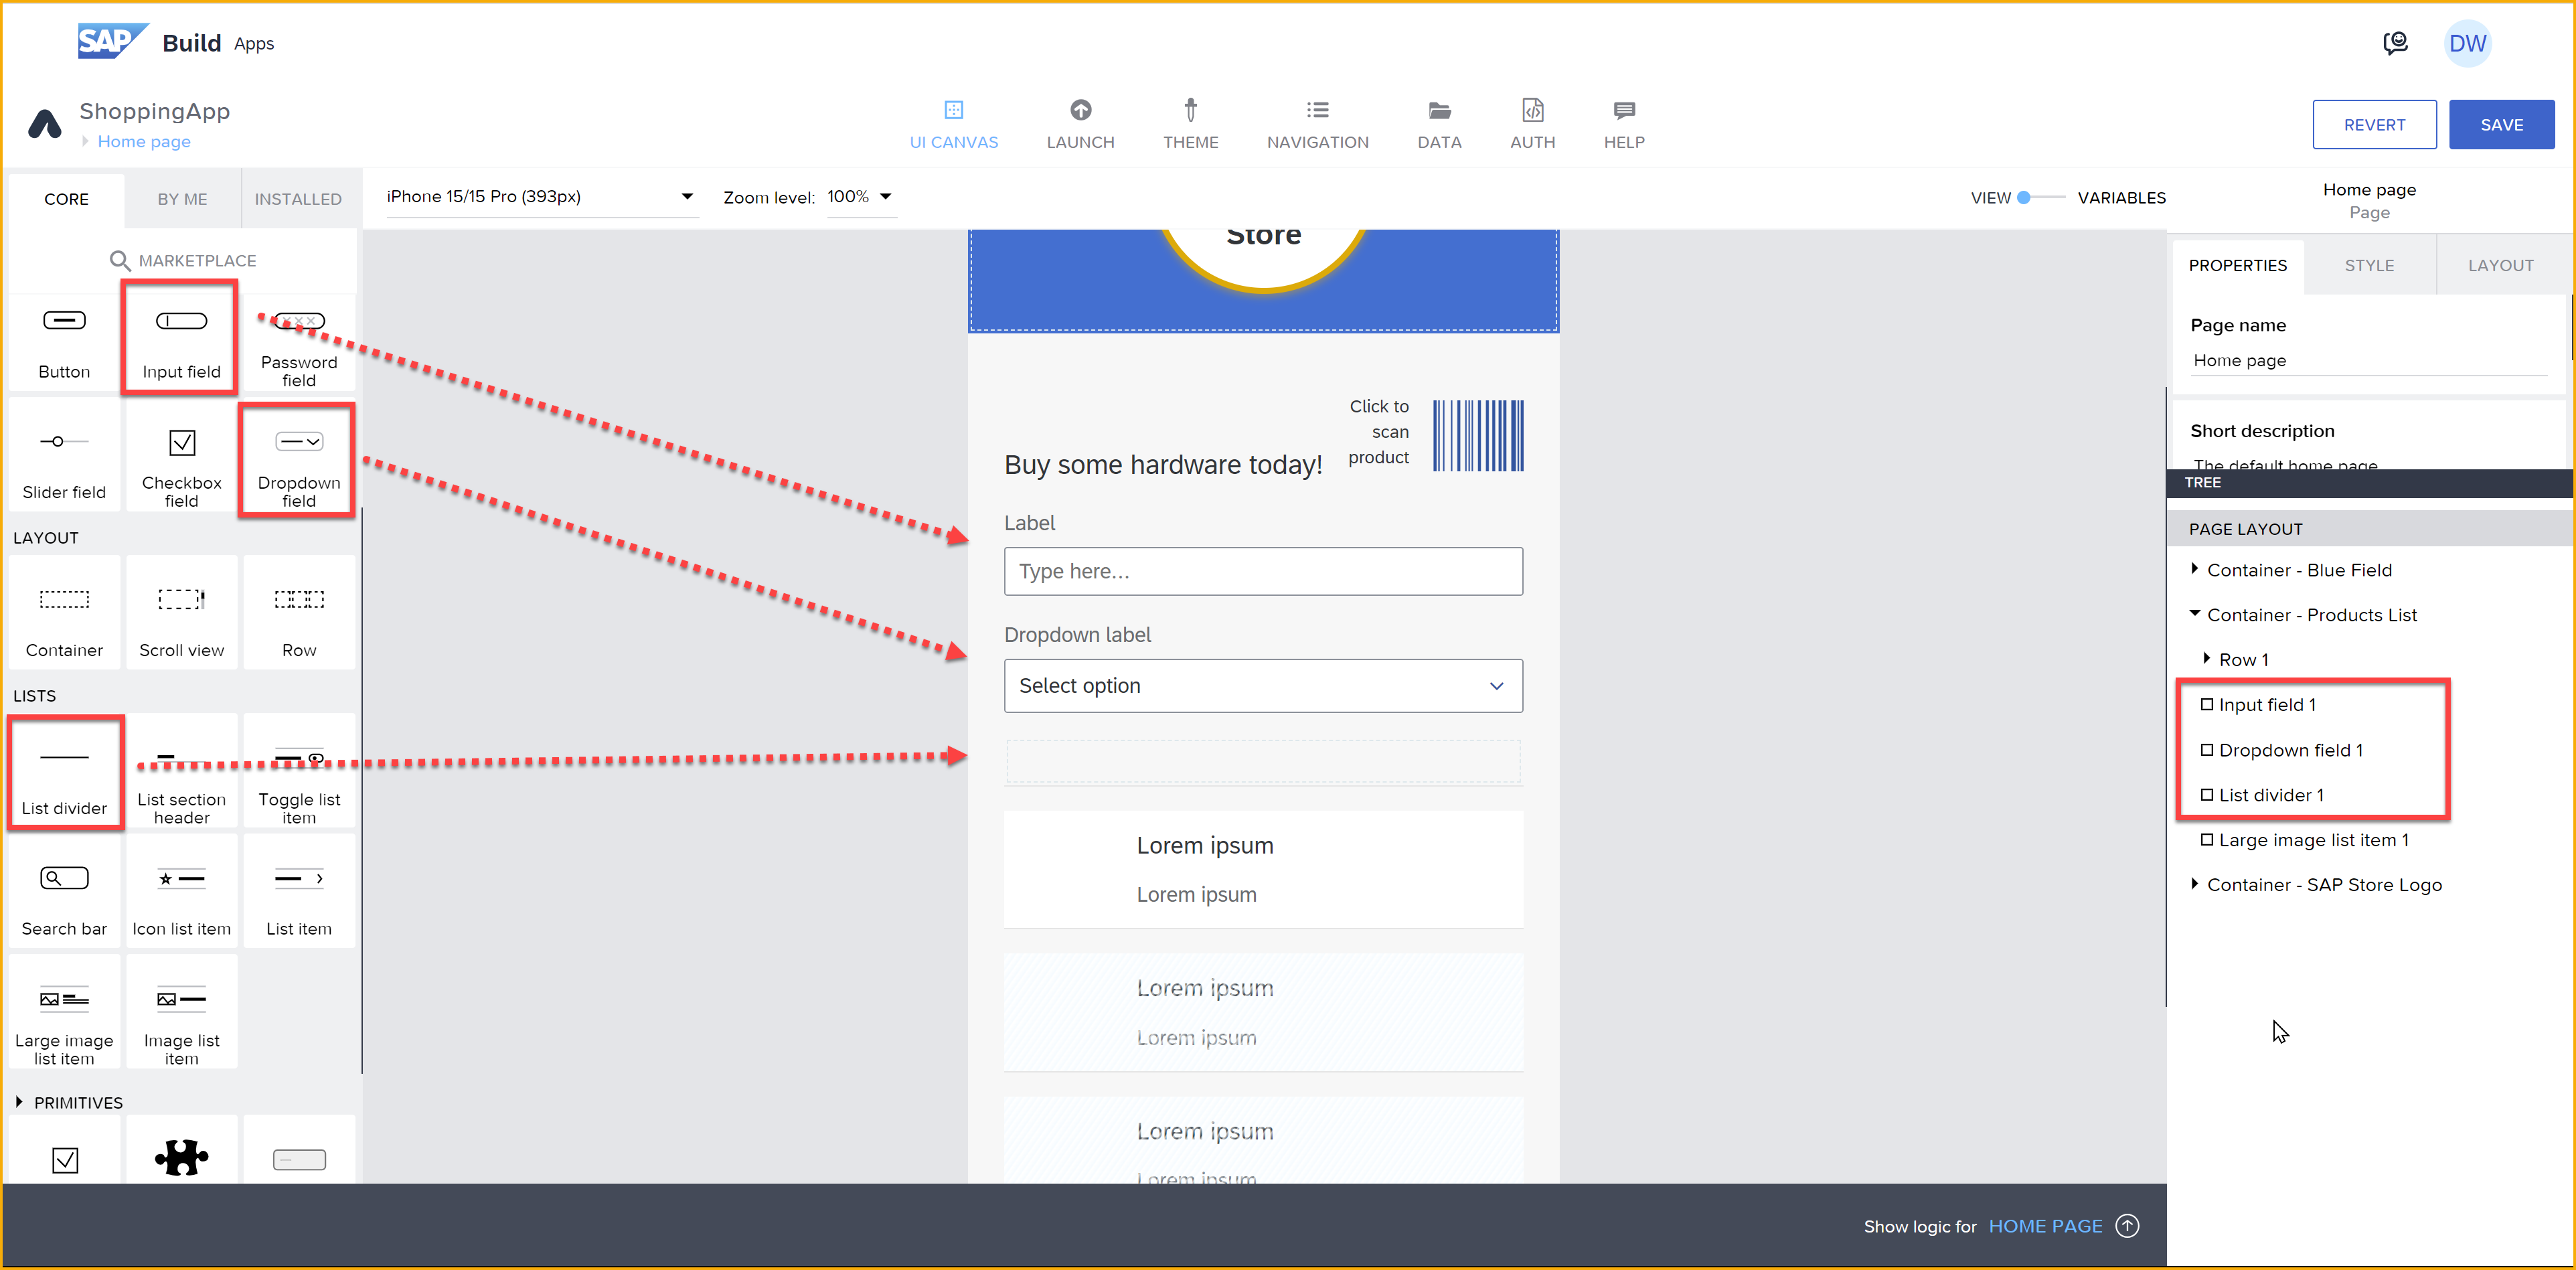 SAP Build Apps
DW
ShoppingApp
Home page
UI CANVAS
LAUNCH
THEME
NAVIGATION
DATA
AUTH
HELP
REVERT
SAVE
CORE
BY ME
INSTALLED
iPhone 15/15 Pro (393px)
Zoom level: 100%
VIEW
VARIABLES
Home page
Page
MARKETPLACE
Button
Input field
Password
field
Slider field
Checkbox
field
Dropdown
field
LAYOUT
Container
Scroll view
Row
LISTS
List divider
List section
header
Toggle list
item
Search bar
Icon list item
List item
Large image
list item
Image list
item
PRIMITIVES
Store
Click to
scan
product
Buy some hardware today!
Label
Type here...
Dropdown label
Select option
Lorem ipsum
Lorem ipsum
Lorem ipsum
Lorem ipsum
Lorem ipsum
Lorem ipsum
Show logic for HOME PAGE
PROPERTIES
STYLE
LAYOUT
Page name
Home page
Short description
The default home page
TREE
PAGE LAYOUT
Container - Blue Field
Container - Products List
Row 1
Input field 1
Dropdown field 1
List divider 1
Large image list item 1
Container - SAP Store Logo